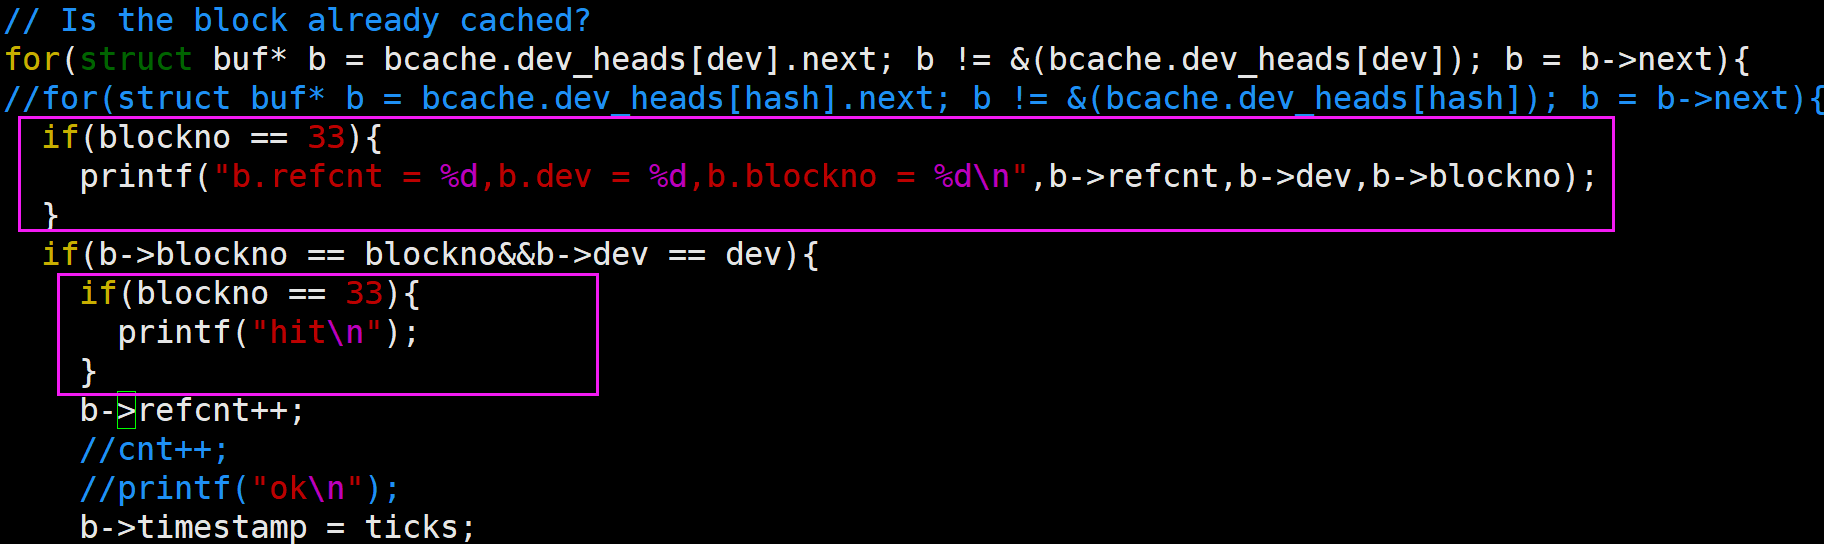 // Is the block already cached?
for(struct buf* b = bcache.dev_heads[dev].next; b != &(bcache.dev_heads[dev]); b = b->next){
//for(struct buf* b = bcache.dev_heads[hash].next; b != &(bcache.dev_heads[hash]); b = b->next){
  if(blockno == 33){
    printf("b.refcnt = %d,b.dev = %d,b.blockno = %d\n",b->refcnt,b->dev,b->blockno);
  }
  if(b->blockno == blockno&&b->dev == dev){
    if(blockno == 33){
      printf("hit\n");
    }
    b->refcnt++;
    //cnt++;
    //printf("ok\n");
    b->timestamp = ticks;